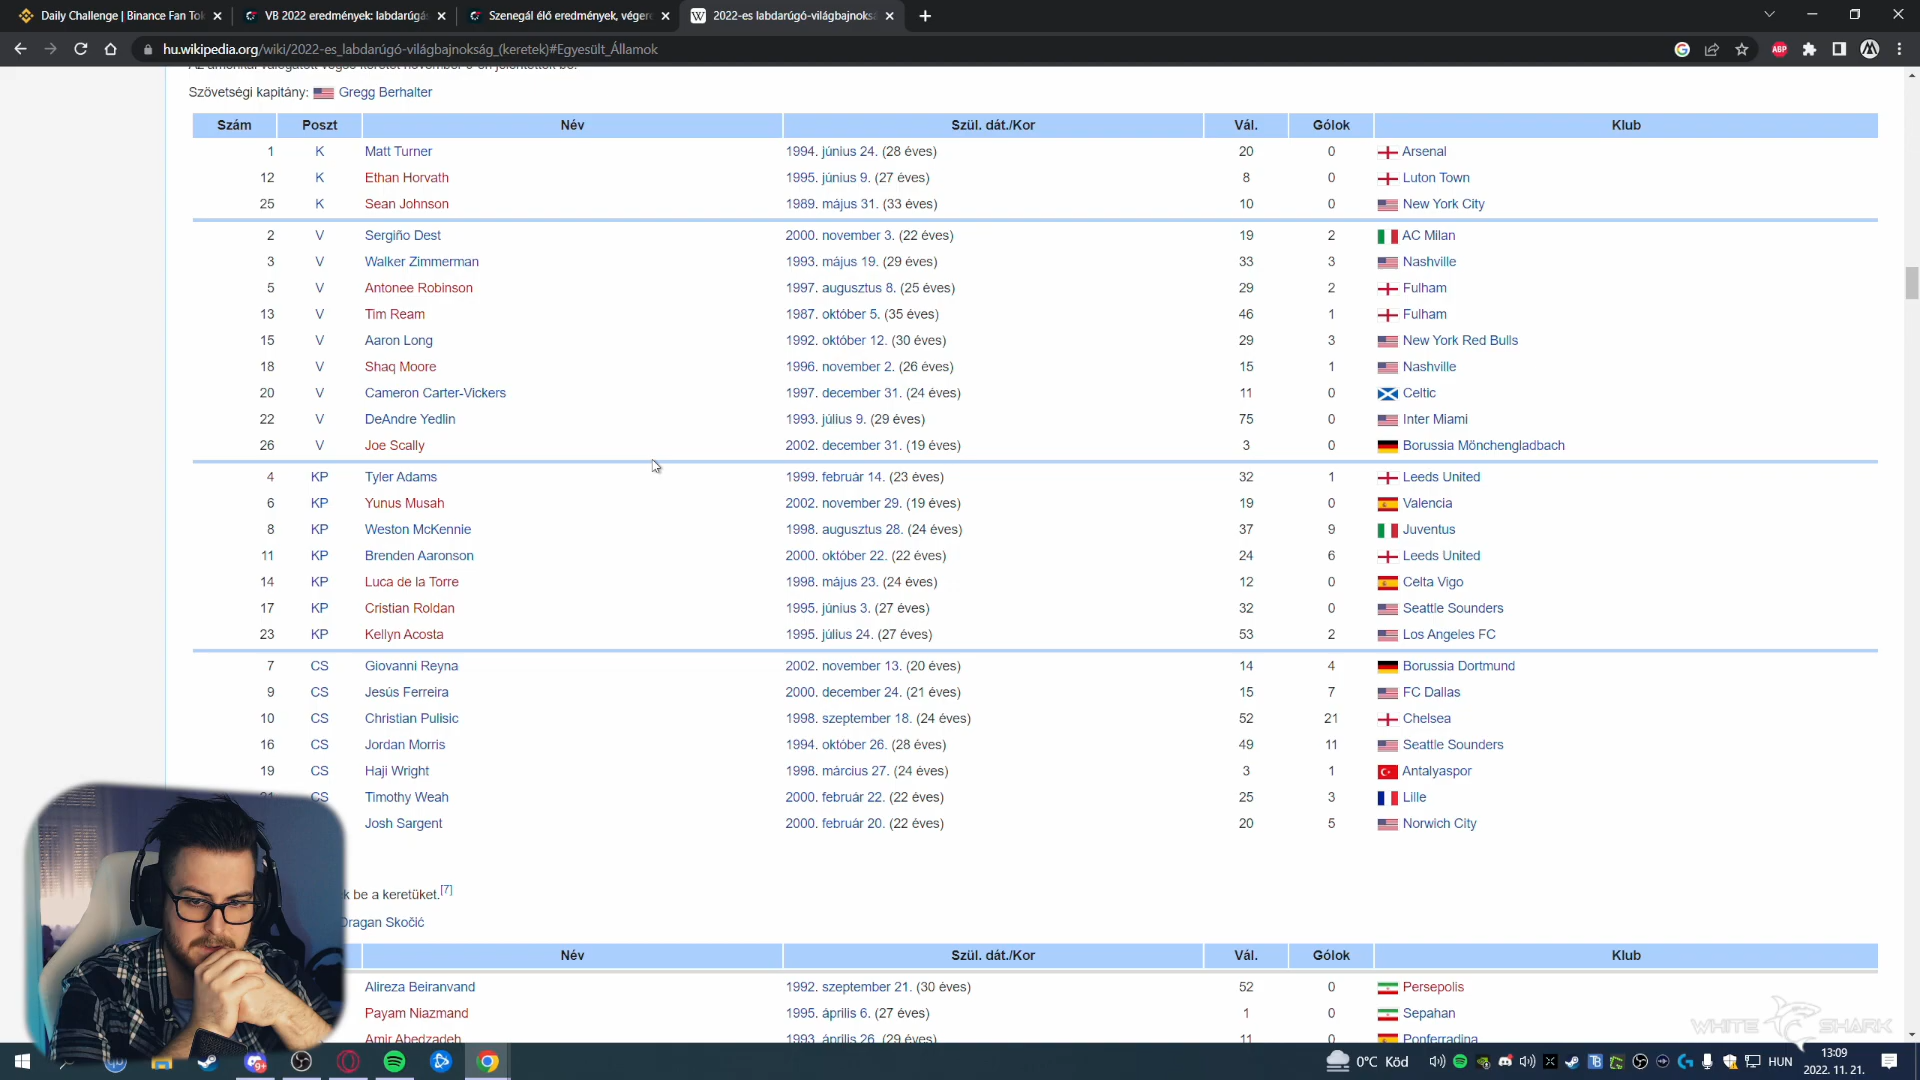 Daily Challenge | Binance Fan Tok
VB 2022 eredmények: labdarúgás
Szenegál élő eredmények, végere
2022-es labdarúgó-világbajnoksá
hu.wikipedia.org/wiki/2022-es_labdarúgó-világbajnokság_(keretek)#Egyesült_Államok
Szövetségi kapitány: Gregg Berhalter
Szám Poszt Név Szül. dát./Kor Vál. Gólok Klub
1 K Matt Turner 1994. június 24. (28 éves) 20 0 Arsenal
12 K Ethan Horvath 1995. június 9. (27 éves) 8 0 Luton Town
25 K Sean Johnson 1989. május 31. (33 éves) 10 0 New York City
2 V Sergiño Dest 2000. november 3. (22 éves) 19 2 AC Milan
3 V Walker Zimmerman 1993. május 19. (29 éves) 33 3 Nashville
5 V Antonee Robinson 1997. augusztus 8. (25 éves) 29 2 Fulham
13 V Tim Ream 1987. október 5. (35 éves) 46 1 Fulham
15 V Aaron Long 1992. október 12. (30 éves) 29 3 New York Red Bulls
18 V Shaq Moore 1996. november 2. (26 éves) 15 1 Nashville
20 V Cameron Carter-Vickers 1997. december 31. (24 éves) 11 0 Celtic
22 V DeAndre Yedlin 1993. július 9. (29 éves) 75 0 Inter Miami
26 V Joe Scally 2002. december 31. (19 éves) 3 0 Borussia Mönchengladbach
4 KP Tyler Adams 1999. február 14. (23 éves) 32 1 Leeds United
6 KP Yunus Musah 2002. november 29. (19 éves) 19 0 Valencia
8 KP Weston McKennie 1998. augusztus 28. (24 éves) 37 9 Juventus
11 KP Brenden Aaronson 2000. október 22. (22 éves) 24 6 Leeds United
14 KP Luca de la Torre 1998. május 23. (24 éves) 12 0 Celta Vigo
17 KP Cristian Roldan 1995. június 3. (27 éves) 32 0 Seattle Sounders
23 KP Kellyn Acosta 1995. július 24. (27 éves) 53 2 Los Angeles FC
7 CS Giovanni Reyna 2002. november 13. (20 éves) 14 4 Borussia Dortmund
9 CS Jesús Ferreira 2000. december 24. (21 éves) 15 7 FC Dallas
10 CS Christian Pulisic 1998. szeptember 18. (24 éves) 52 21 Chelsea
16 CS Jordan Morris 1994. október 26. (28 éves) 49 11 Seattle Sounders
19 CS Haji Wright 1998. március 27. (24 éves) 3 1 Antalyaspor
21 CS Timothy Weah 2000. február 22. (22 éves) 25 3 Lille
Josh Sargent 2000. február 20. (22 éves) 20 5 Norwich City
k be a keretüket.[7]
Dragan Skočić
Név Szül. dát./Kor Vál. Gólok Klub
Alireza Beiranvand 1992. szeptember 21. (30 éves) 52 0 Persepolis
Payam Niazmand 1995. április 6. (27 éves) 1 0 Sepahan
Amir Abedzadeh 1993. április 26. (29 éves) 11 0 Ponferradina
WHITE SHARK
0°C Köd
HUN
13:09
2022. 11. 21.